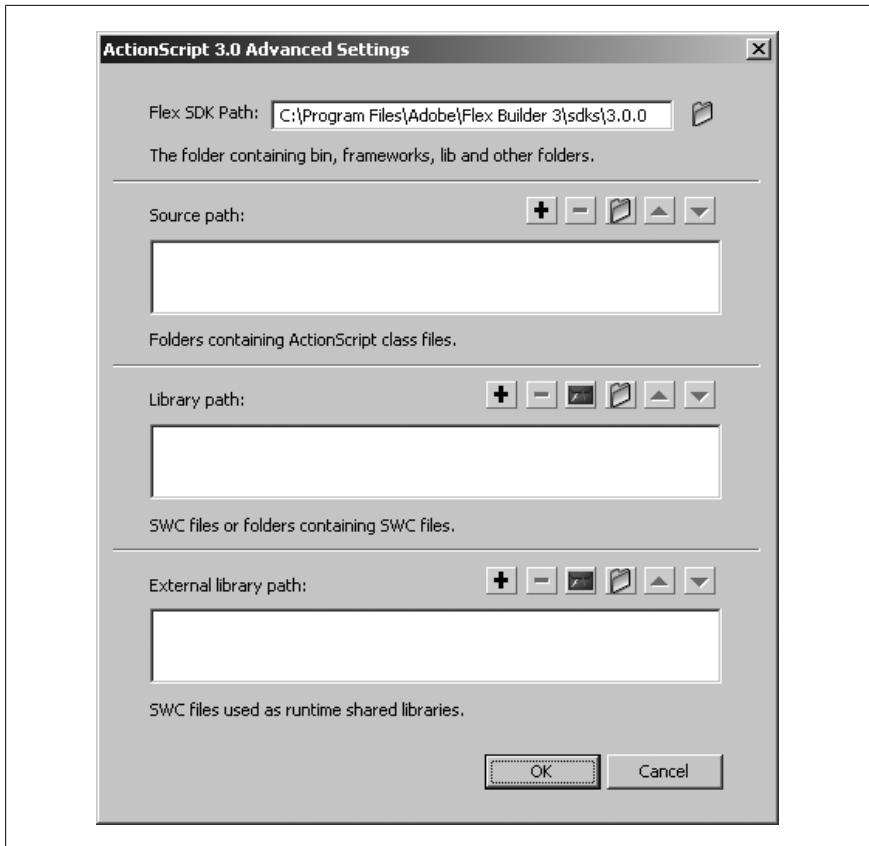 ActionScript 3.0 Advanced Settings
Flex SDK Path: C:\Program Files\Adobe\Flex Builder 3\sdks\3.0.0
The folder containing bin, frameworks, lib and other folders.
Source path:
Folders containing ActionScript class files.
Library path:
SWC files or folders containing SWC files.
External library path:
SWC files used as runtime shared libraries.
OK Cancel